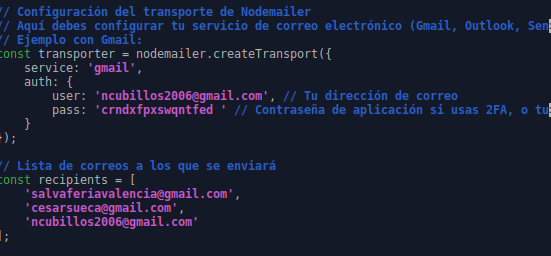 // Configuración del transporte de Nodemailer
// Aquí debes configurar tu servicio de correo electrónico (Gmail, Outlook, Sen
// Ejemplo con Gmail:
const transporter = nodemailer.createTransport({
    service: 'gmail',
    auth: {
        user: 'ncubillos2006@gmail.com', // Tu dirección de correo
        pass: 'crndxfpxswqntfed ' // Contraseña de aplicación si usas 2FA, o tu
    }
});
// Lista de correos a los que se enviará
const recipients = [
    'salvaferiavalencia@gmail.com',
    'cesarsueca@gmail.com',
    'ncubillos2006@gmail.com'
];